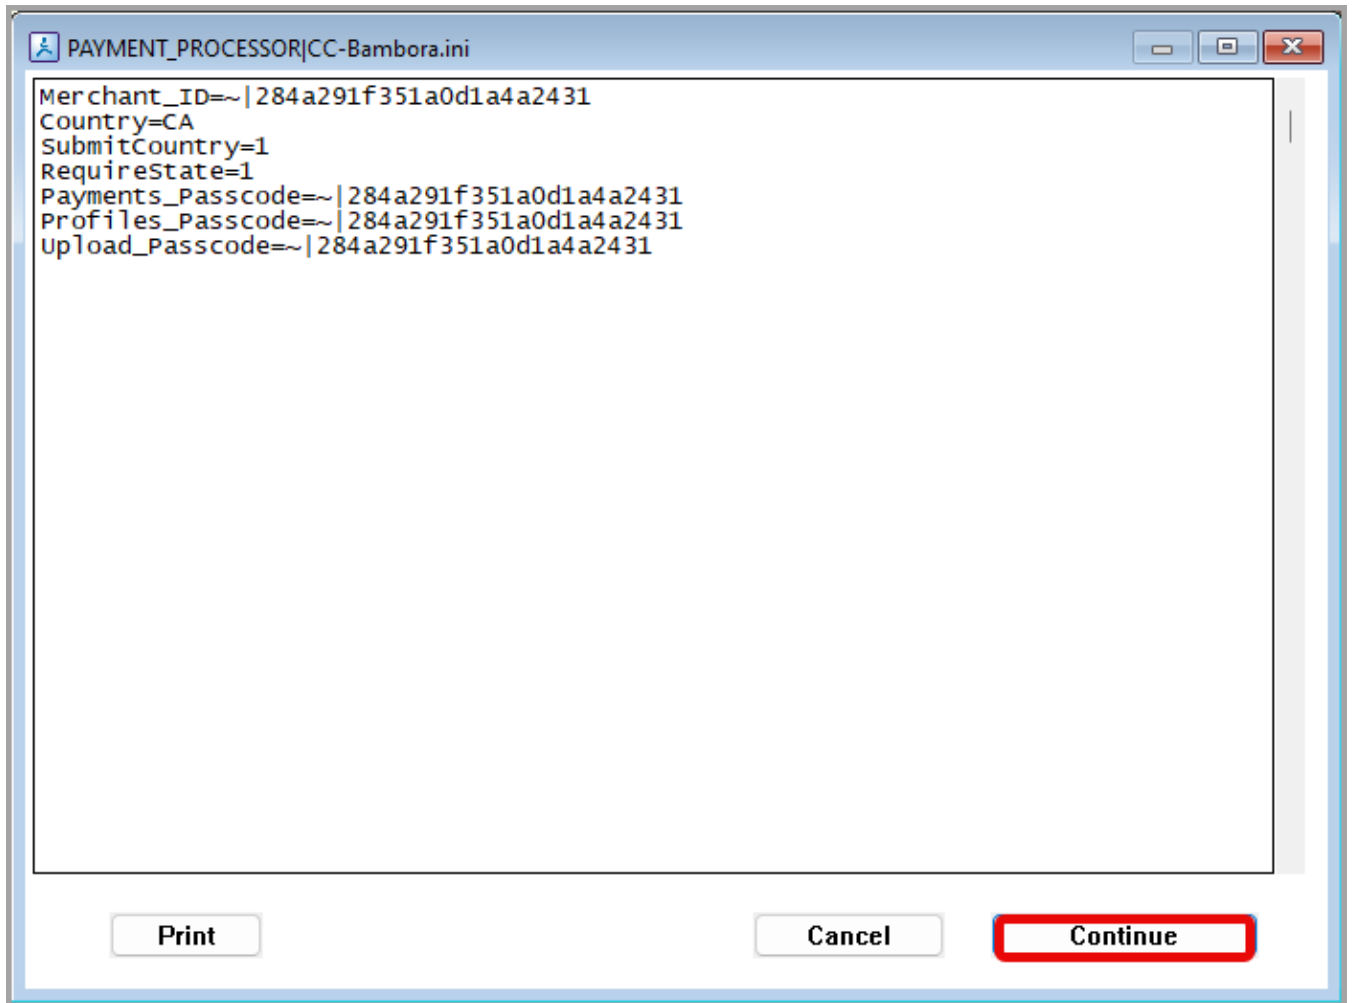 PAYMENT_PROCESSOR|CC-Bambora.ini
Merchant_ID=~|284a291f351a0d1a4a2431
Country=CA
SubmitCountry=1
RequireState=1
Payments_Passcode=~|284a291f351a0d1a4a2431
Profiles_Passcode=~|284a291f351a0d1a4a2431
Upload_Passcode=~|284a291f351a0d1a4a2431
Print Cancel Continue